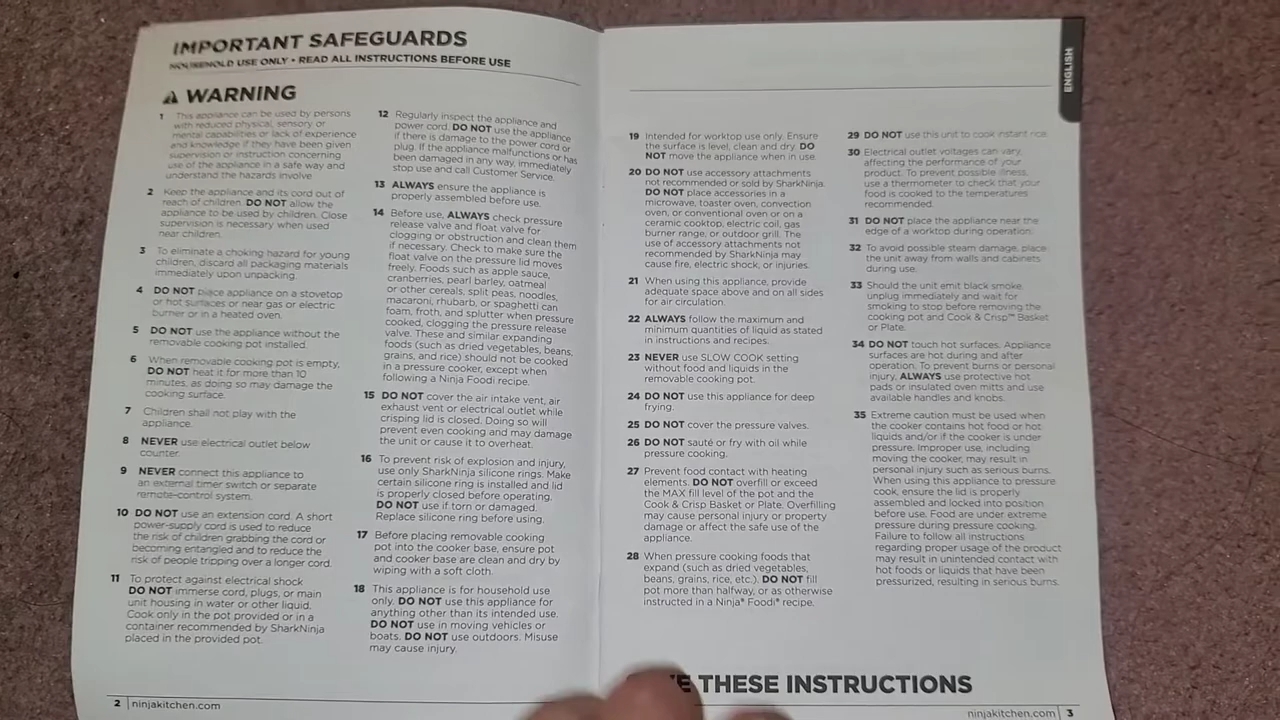 IMPORTANT SAFEGUARDS
HOUSEHOLD USE ONLY • READ ALL INSTRUCTIONS BEFORE USE
WARNING
1 This appliance can be used by persons
with reduced physical, sensory or
mental capabilities or lack of experience
and knowledge if they have been given
supervision or instruction concerning
use of the appliance in a safe way and
understand the hazards involve
2 Keep the appliance and its cord out of
reach of children. DO NOT allow the
appliance to be used by children. Close
supervision is necessary when used
near children.
3 To eliminate a choking hazard for young
children, discard all packaging materials
immediately upon unpacking.
4 DO NOT place appliance on a stovetop
or hot surfaces or near gas or electric
burner or in a heated oven.
5 DO NOT use the appliance without the
removable cooking pot installed.
6 When removable cooking pot is empty,
DO NOT heat it for more than 10
minutes, as doing so may damage the
cooking surface.
7 Children shall not play with the
appliance.
8 NEVER use electrical outlet below
counter.
9 NEVER connect this appliance to
an external timer switch or separate
remote-control system.
10 DO NOT use an extension cord. A short
power-supply cord is used to reduce
the risk of children grabbing the cord or
becoming entangled and to reduce the
risk of people tripping over a longer cord.
11 To protect against electrical shock
DO NOT immerse cord, plugs, or main
unit housing in water or other liquid.
Cook only in the pot provided or in a
container recommended by SharkNinja
placed in the provided pot.
12 Regularly inspect the appliance and
power cord. DO NOT use the appliance
if there is damage to the power cord or
plug. If the appliance malfunctions or has
been damaged in any way, immediately
stop use and call Customer Service.
13 ALWAYS ensure the appliance is
properly assembled before use.
14 Before use, ALWAYS check pressure
release valve and float valve for
clogging or obstruction and clean them
if necessary. Check to make sure the
float valve on the pressure lid moves
freely. Foods such as apple sauce,
cranberries, pearl barley, oatmeal
or other cereals, split peas, noodles,
macaroni, rhubarb, or spaghetti can
foam, froth, and splutter when pressure
cooked, clogging the pressure release
valve. These and similar expanding
foods (such as dried vegetables, beans,
grains, and rice) should not be cooked
in a pressure cooker, except when
following a Ninja Foodi recipe.
15 DO NOT cover the air intake vent, air
exhaust vent or electrical outlet while
crisping lid is closed. Doing so will
prevent even cooking and may damage
the unit or cause it to overheat.
16 To prevent risk of explosion and injury,
use only SharkNinja silicone rings. Make
certain silicone ring is installed and lid
is properly closed before operating.
DO NOT use if torn or damaged.
Replace silicone ring before using.
17 Before placing removable cooking
pot into the cooker base, ensure pot
and cooker base are clean and dry by
wiping with a soft cloth.
18 This appliance is for household use
only. DO NOT use this appliance for
anything other than its intended use.
DO NOT use in moving vehicles or
boats. DO NOT use outdoors. Misuse
may cause injury.
2 | ninjakitchen.com
ENGLISH
19 Intended for worktop use only. Ensure
the surface is level, clean and dry. DO
NOT move the appliance when in use.
20 DO NOT use accessory attachments
not recommended or sold by SharkNinja.
DO NOT place accessories in a
microwave, toaster oven, convection
oven, or conventional oven or on a
ceramic cooktop, electric coil, gas
burner range, or outdoor grill. The
use of accessory attachments not
recommended by SharkNinja may
cause fire, electric shock, or injuries.
21 When using this appliance, provide
adequate space above and on all sides
for air circulation.
22 ALWAYS follow the maximum and
minimum quantities of liquid as stated
in instructions and recipes.
23 NEVER use SLOW COOK setting
without food and liquids in the
removable cooking pot.
24 DO NOT use this appliance for deep
frying.
25 DO NOT cover the pressure valves.
26 DO NOT sauté or fry with oil while
pressure cooking.
27 Prevent food contact with heating
elements. DO NOT overfill or exceed
the MAX fill level of the pot and the
Cook & Crisp Basket or Plate. Overfilling
may cause personal injury or property
damage or affect the safe use of the
appliance.
28 When pressure cooking foods that
expand (such as dried vegetables,
beans, grains, rice, etc.). DO NOT fill
pot more than halfway, or as otherwise
instructed in a Ninja® Foodi® recipe.
29 DO NOT use this unit to cook instant rice
30 Electrical outlet voltages can vary,
affecting the performance of your
product. To prevent possible illness,
use a thermometer to check that your
food is cooked to the temperatures
recommended.
31 DO NOT place the appliance near the
edge of a worktop during operation.
32 To avoid possible steam damage, place
the unit away from walls and cabinets
during use.
33 Should the unit emit black smoke,
unplug immediately and wait for
smoking to stop before removing the
cooking pot and Cook & Crisp™ Basket
or Plate.
34 DO NOT touch hot surfaces. Appliance
surfaces are hot during and after
operation. To prevent burns or personal
injury, ALWAYS use protective hot
pads or insulated oven mitts and use
available handles and knobs.
35 Extreme caution must be used when
the cooker contains hot food or hot
liquids and/or if the cooker is under
pressure. Improper use, including
moving the cooker, may result in
personal injury such as serious burns.
When using this appliance to pressure
cook, ensure the lid is properly
assembled and locked into position
before use. Food are under extreme
pressure during pressure cooking.
Failure to follow all instructions
regarding proper usage of the product
may result in unintended contact with
hot foods or liquids that have been
pressurized, resulting in serious burns.
THESE INSTRUCTIONS
ninjakitchen.com | 3